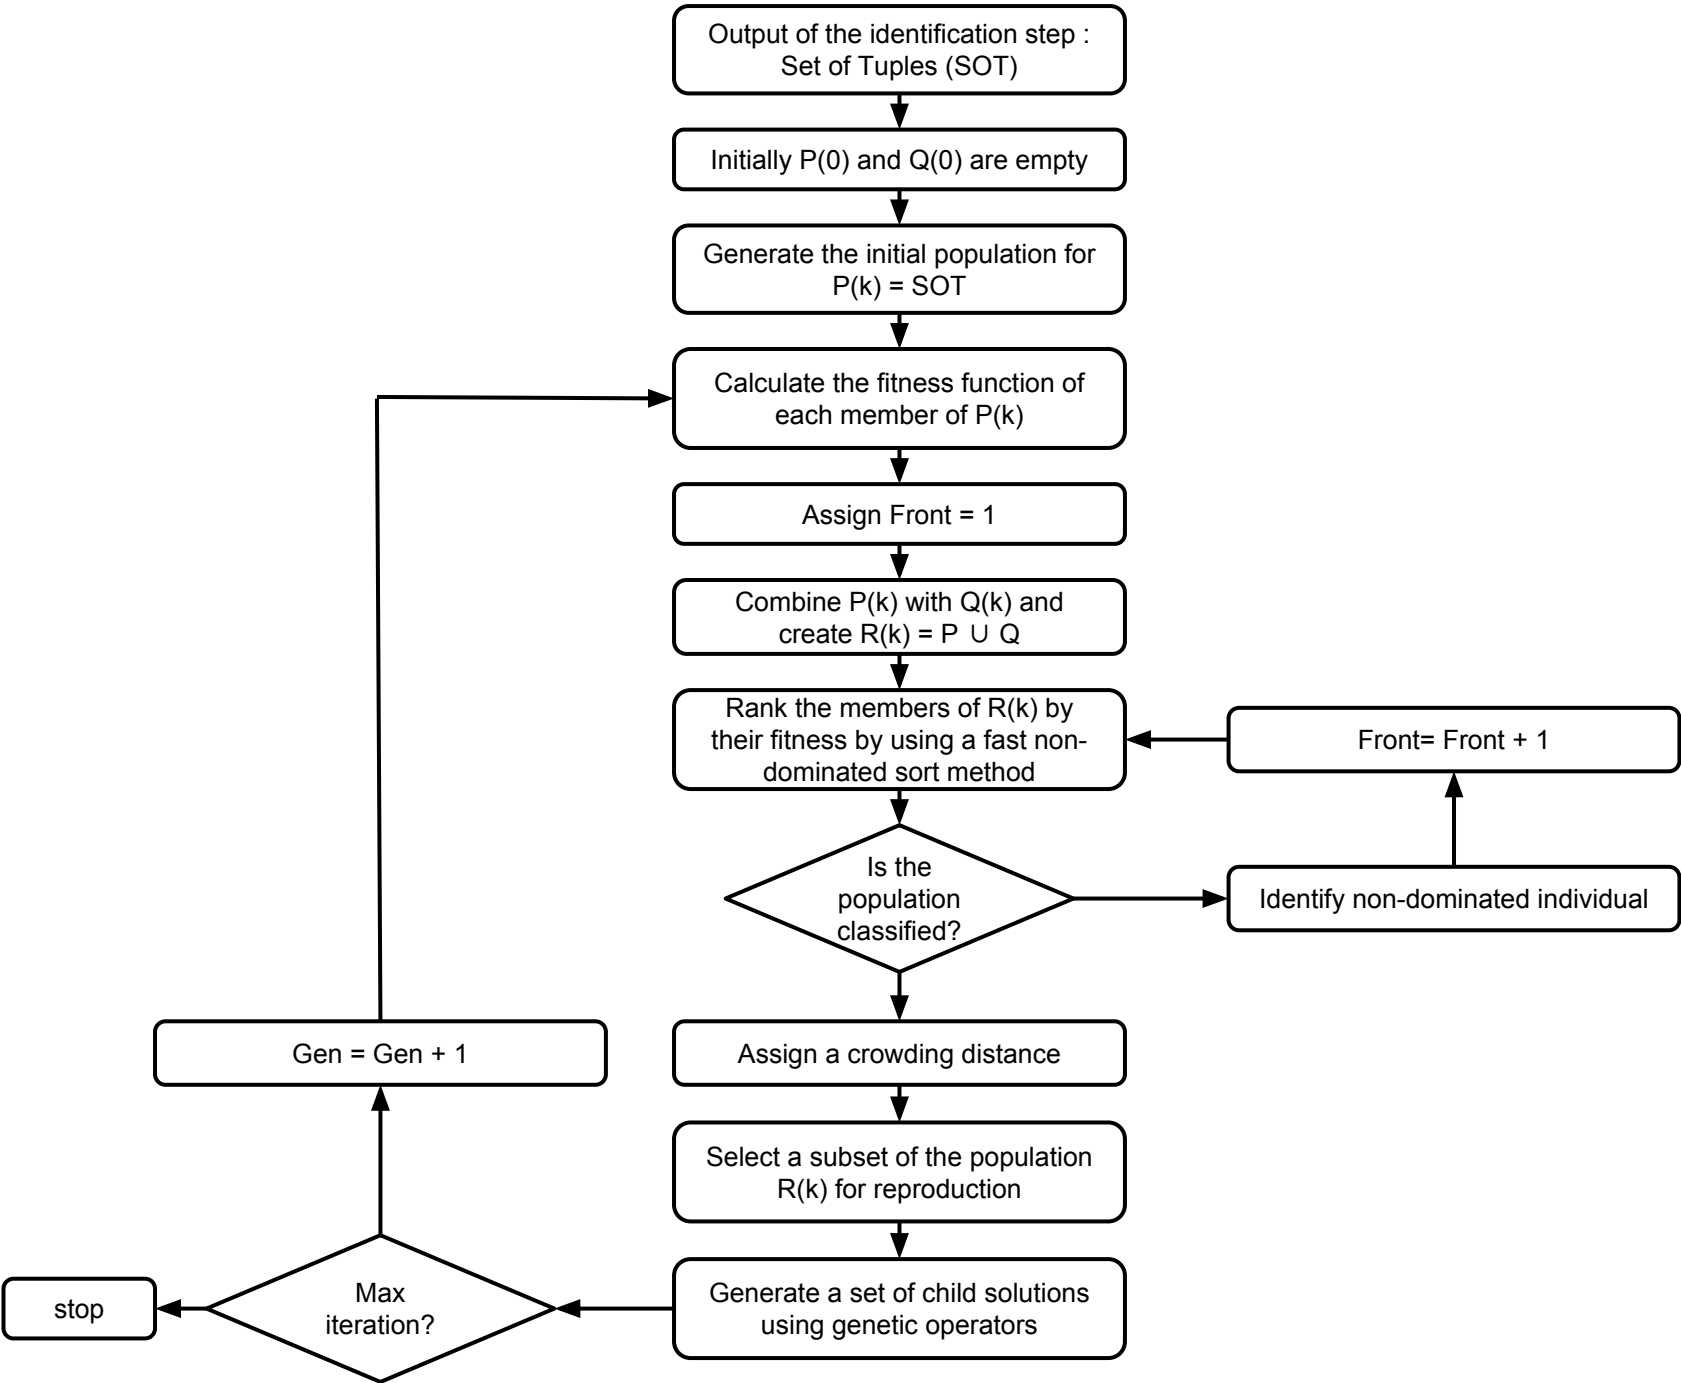 Output of the identification step :
Set of Tuples (SOT)
Initially P(0) and Q(0) are empty
Generate the initial population for
P(k) = SOT
Calculate the fitness function of
each member of P(k)
Assign Front = 1
Combine P(k) with Q(k) and
create R(k) = P ∪ Q
Rank the members of R(k) by
their fitness by using a fast non-
dominated sort method
Front= Front + 1
Is the
population
classified?
Identify non-dominated individual
Assign a crowding distance
Gen = Gen + 1
Select a subset of the population
R(k) for reproduction
Generate a set of child solutions
using genetic operators
Max
iteration?
stop